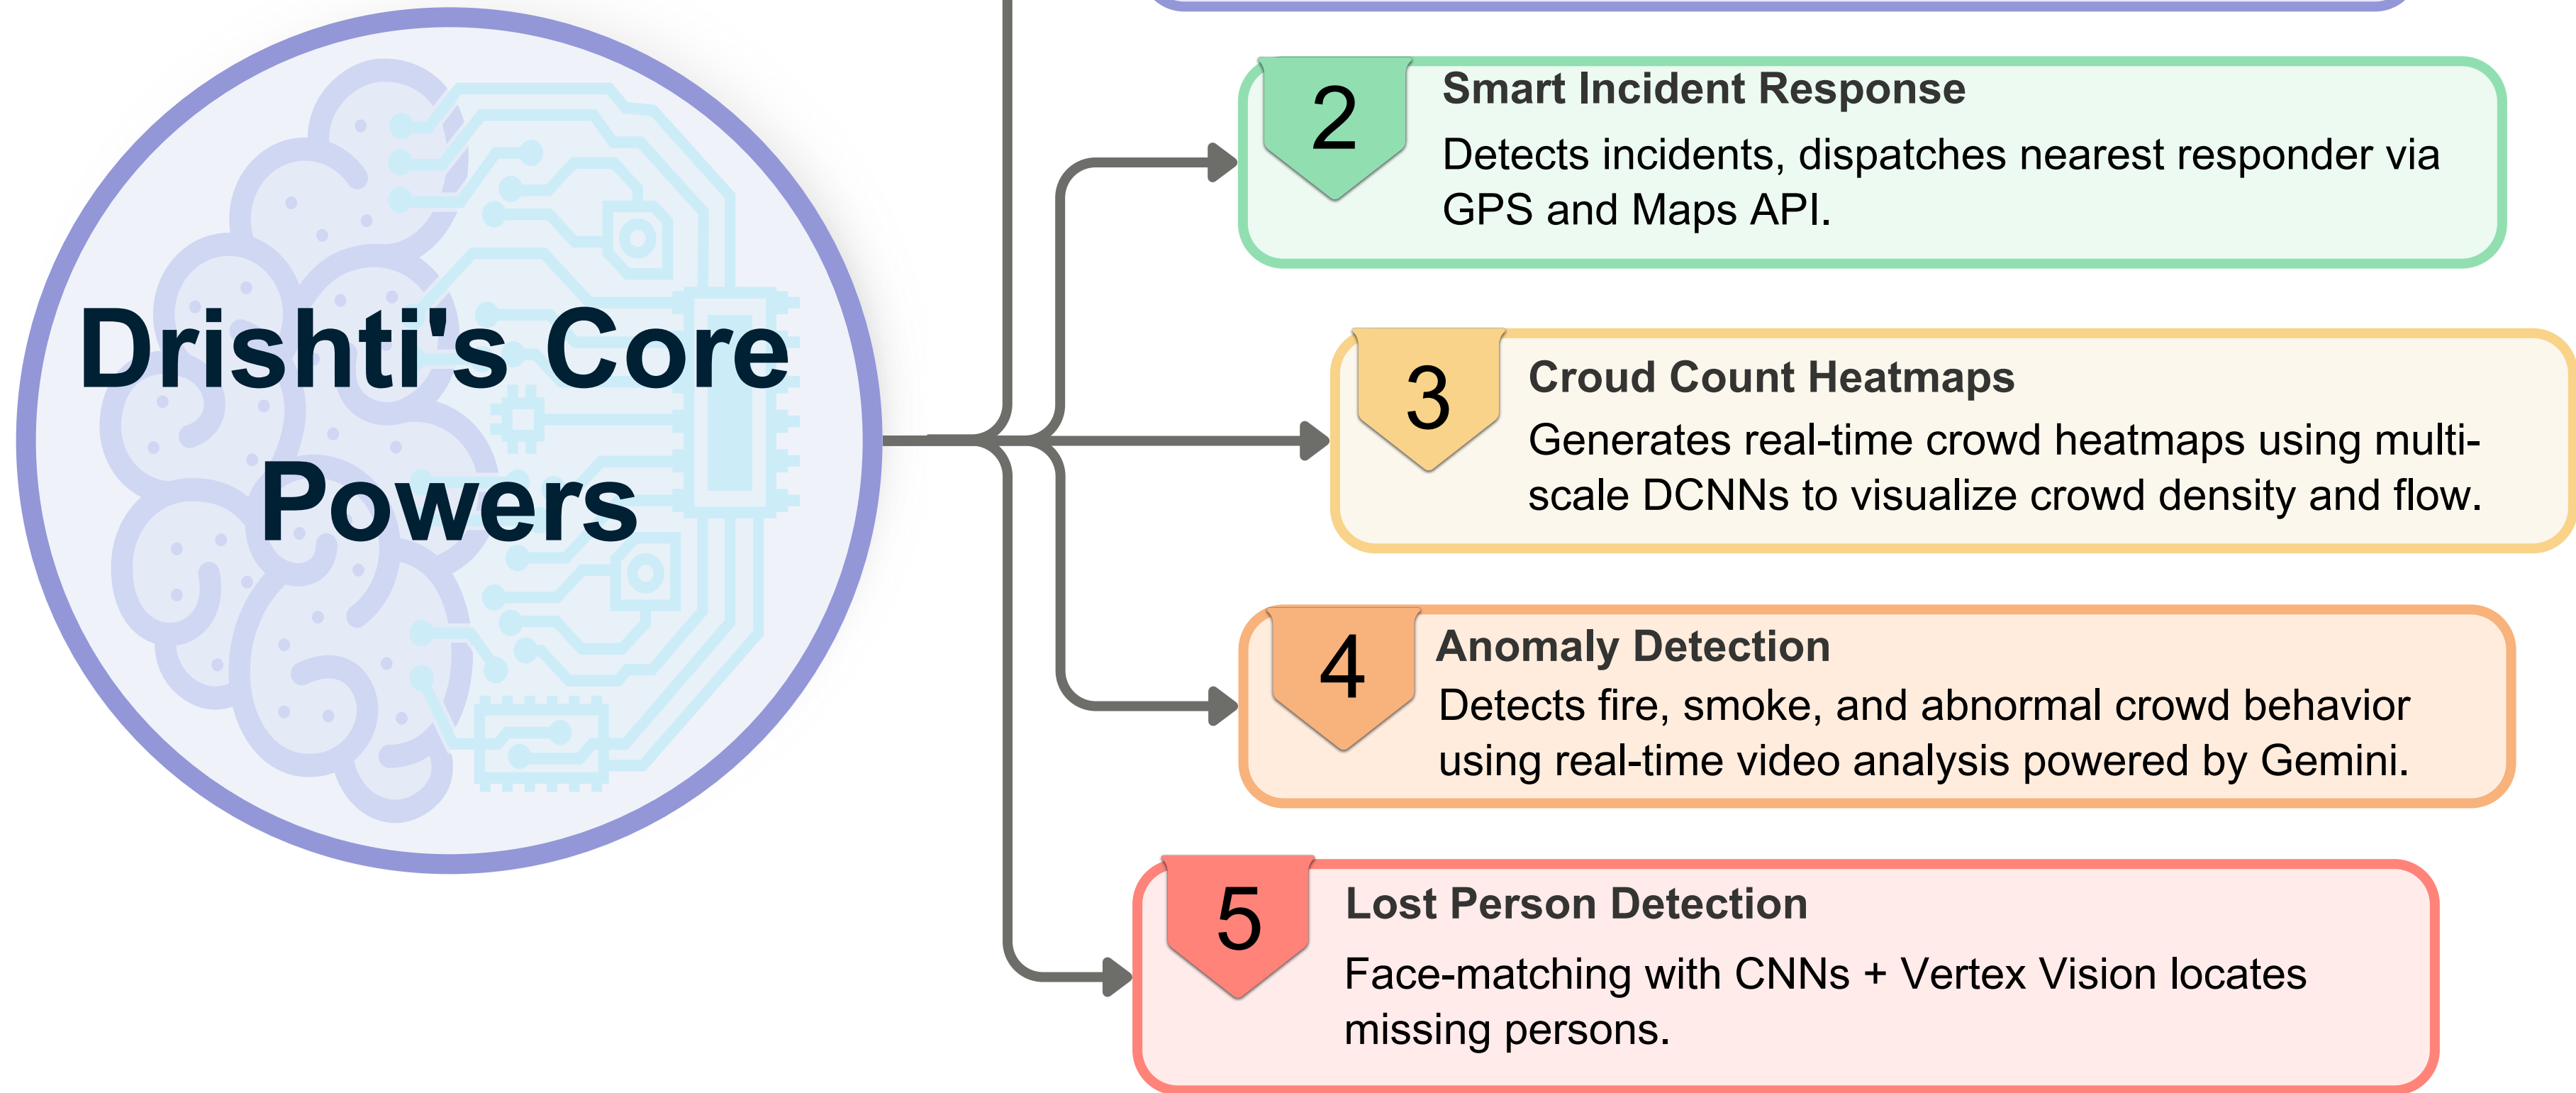 Drishti's Core
Powers
2
Smart Incident Response
Detects incidents, dispatches nearest responder via
GPS and Maps API.
3
Croud Count Heatmaps
Generates real-time crowd heatmaps using multi-
scale DCNNs to visualize crowd density and flow.
4
Anomaly Detection
Detects fire, smoke, and abnormal crowd behavior
using real-time video analysis powered by Gemini.
5
Lost Person Detection
Face-matching with CNNs + Vertex Vision locates
missing persons.